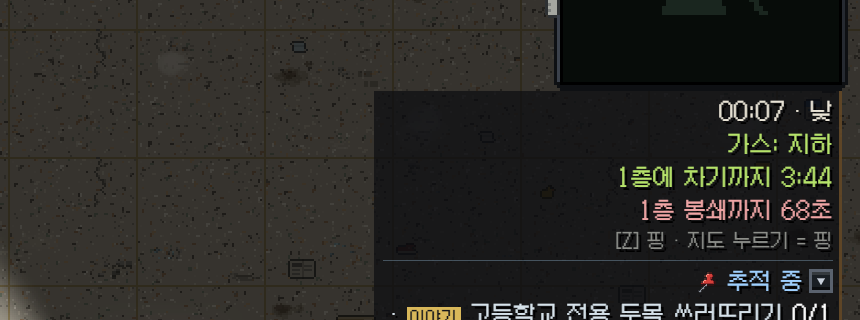 00:07 · 낮
가스: 지하
1층에 차기까지 3:44
1층 봉쇄까지 68초
[Z] 핑 · 지도 누르기 = 핑
추적 중
· 이야기 고등학교 전용 두목 쓰러뜨리기 0/1